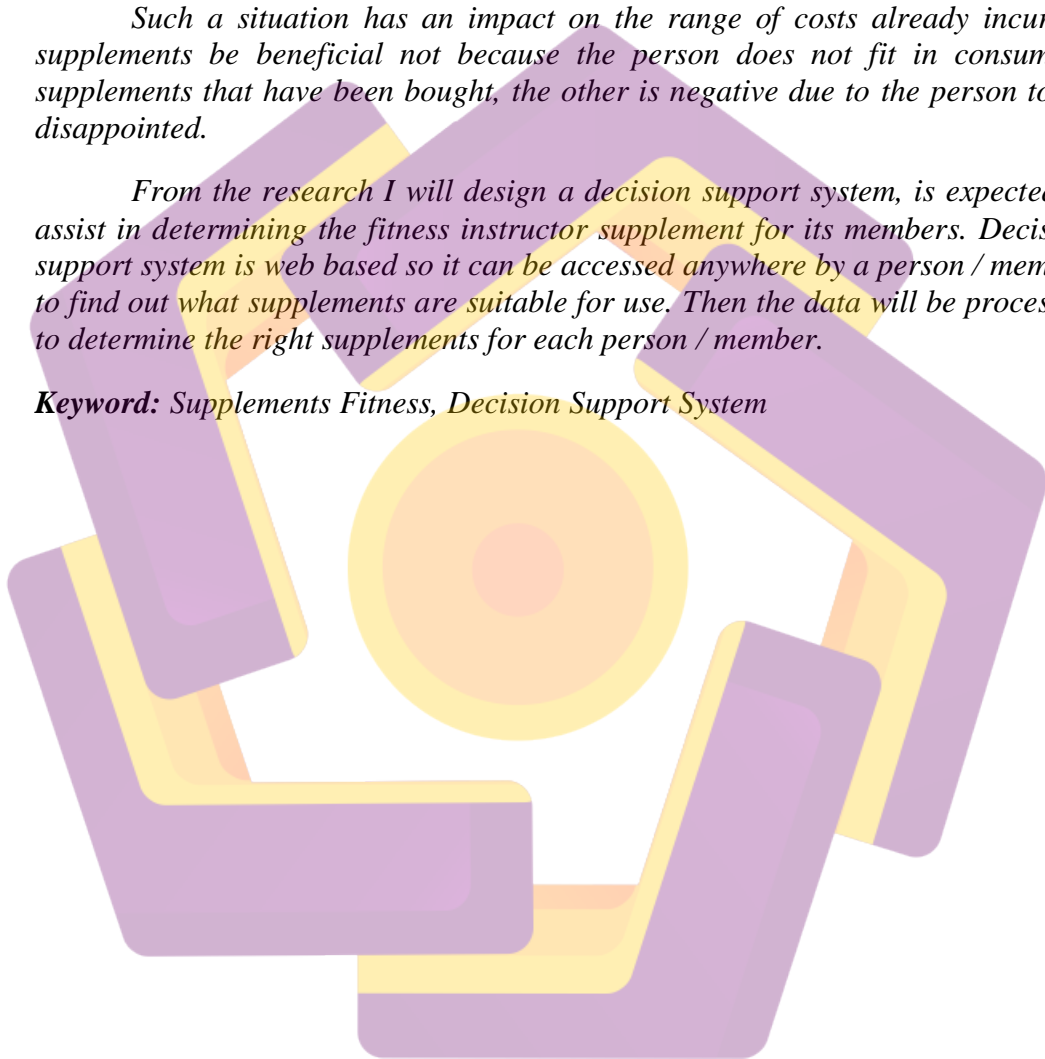 Such a situation has an impact on the range of costs already incur
supplements be beneficial not because the person does not fit in consum
supplements that have been bought, the other is negative due to the person to
disappointed.
From the research I will design a decision support system, is expected
assist in determining the fitness instructor supplement for its members. Decis
support system is web based so it can be accessed anywhere by a person / mem
to find out what supplements are suitable for use. Then the data will be proces
to determine the right supplements for each person / member.
Keyword: Supplements Fitness, Decision Support System